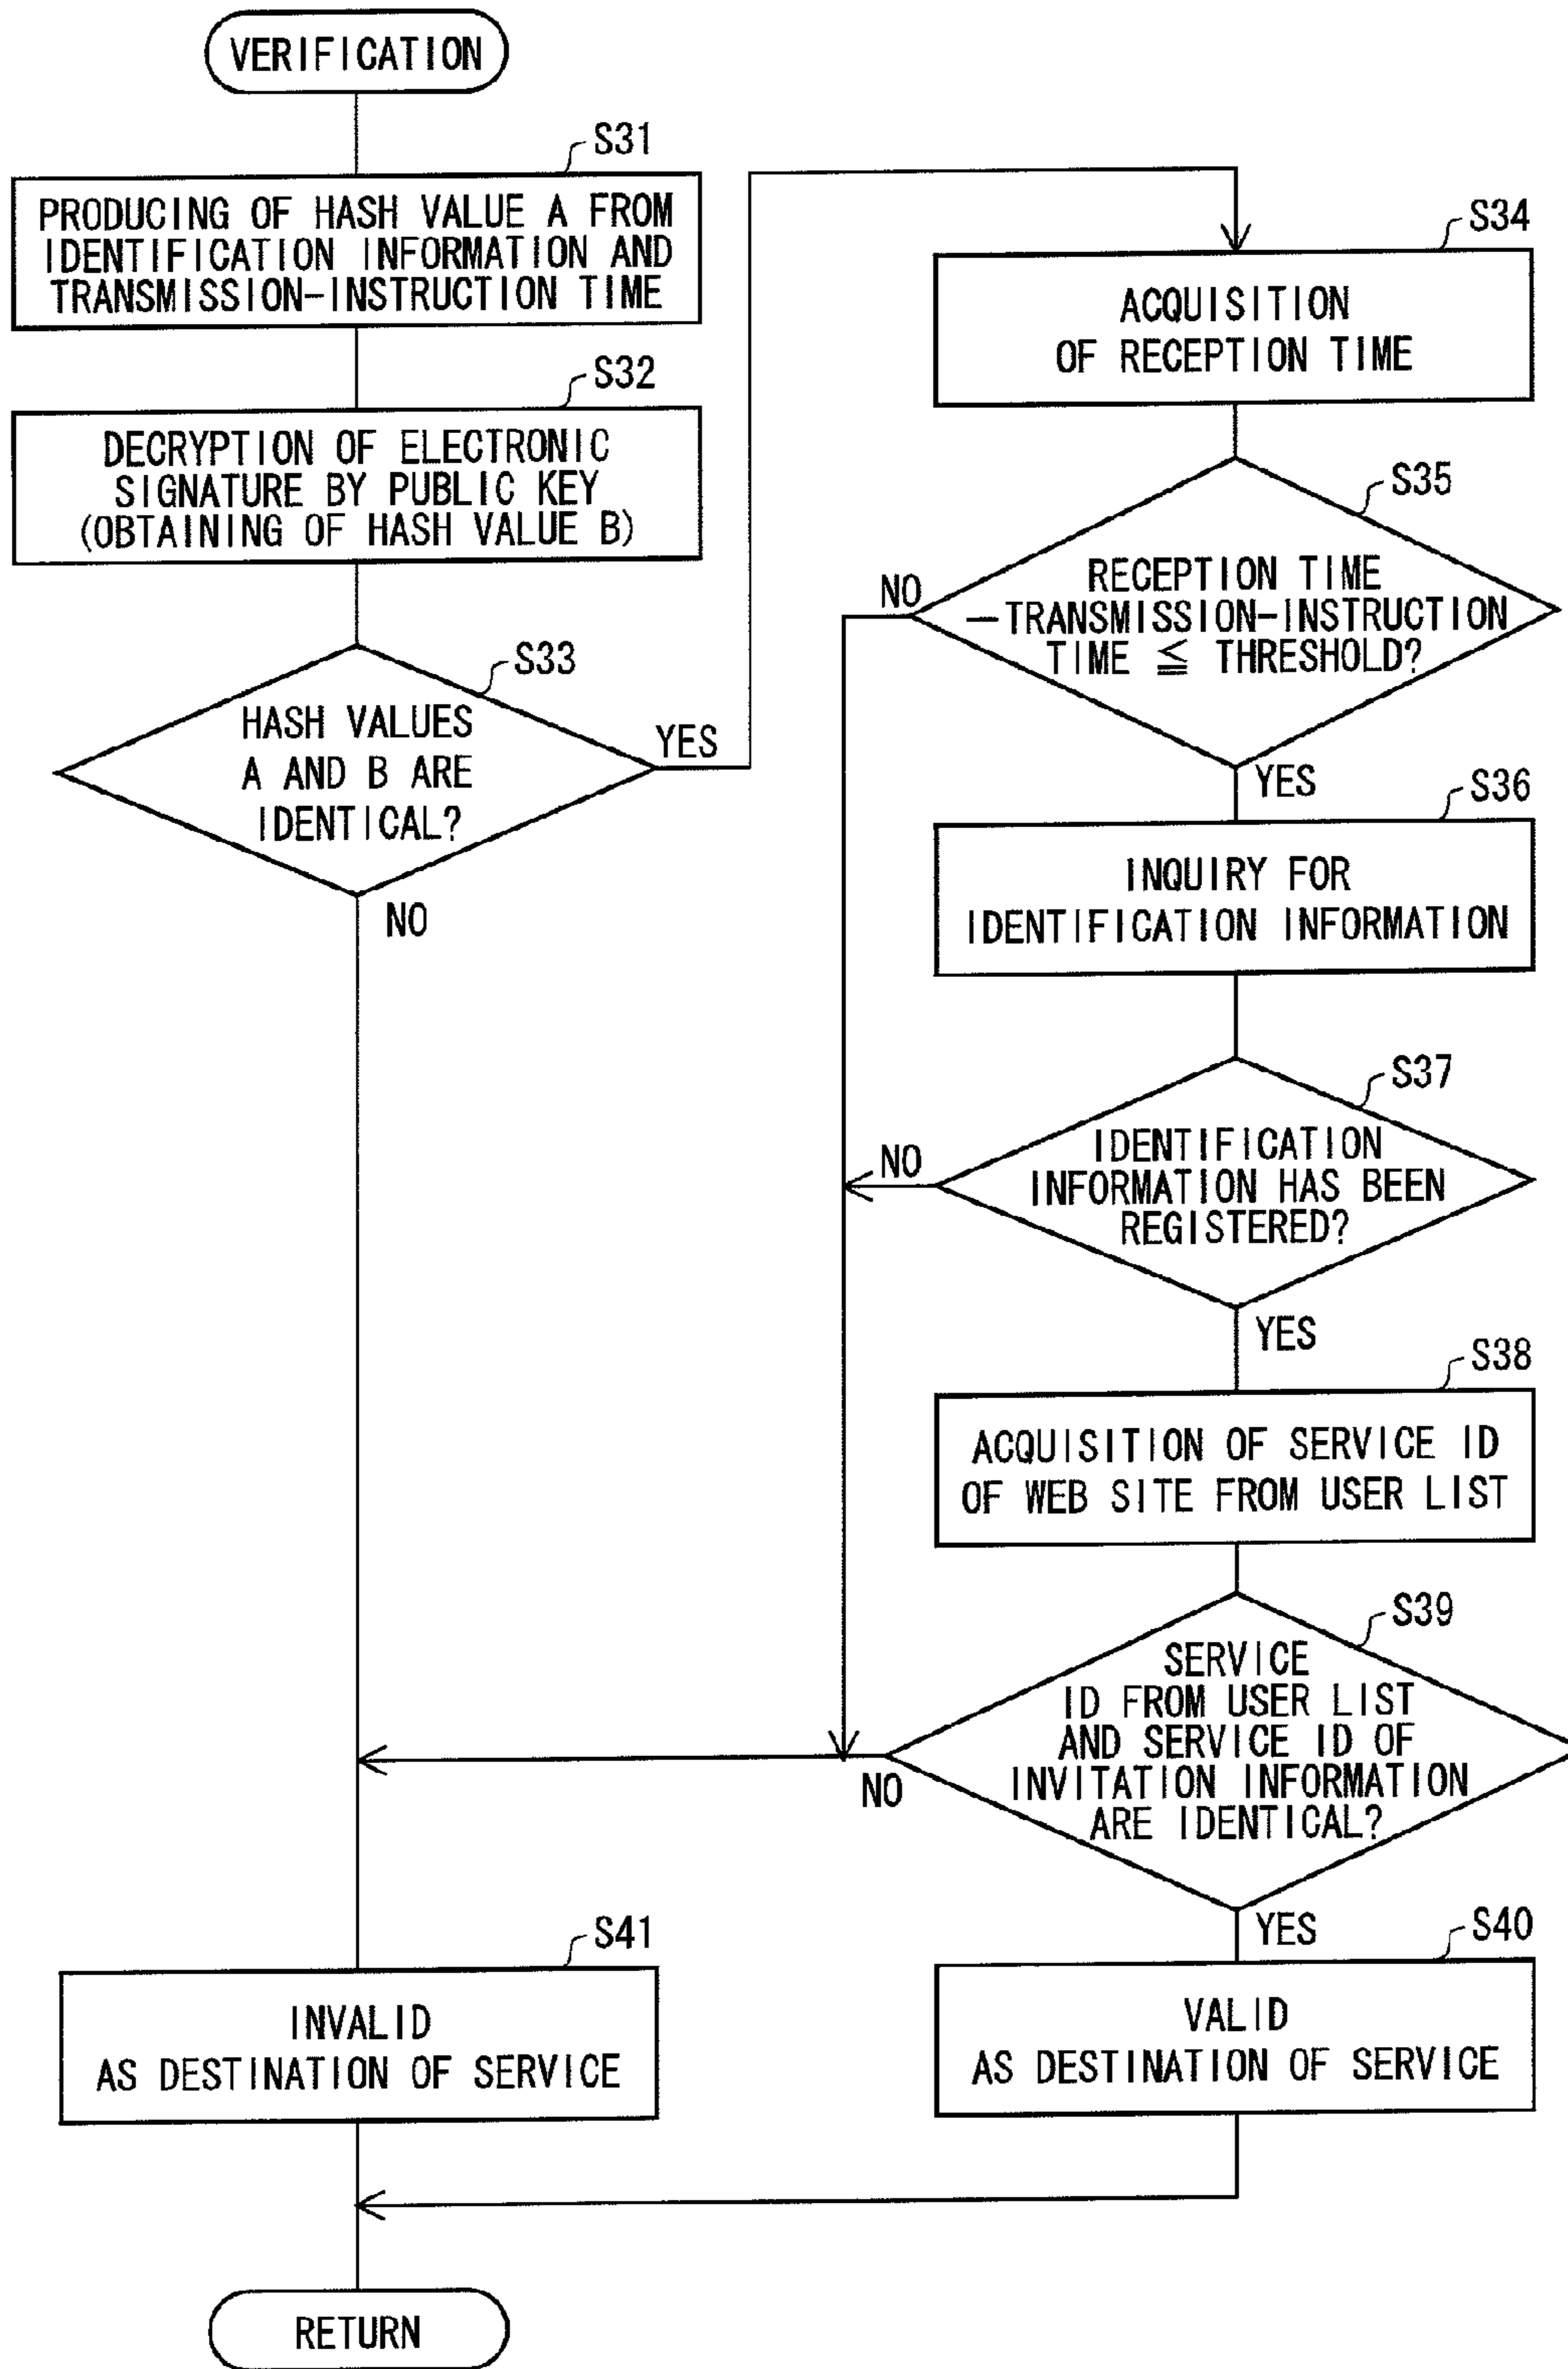 VERIFICATION
S31
PRODUCING OF HASH VALUE A FROM
IDENTIFICATION INFORMATION AND
TRANSMISSION-INSTRUCTION TIME
S32
DECRYPTION OF ELECTRONIC
SIGNATURE BY PUBLIC KEY
(OBTAINING OF HASH VALUE B)
S33
HASH VALUES
A AND B ARE
IDENTICAL?
YES
NO
S34
ACQUISITION
OF RECEPTION TIME
S35
RECEPTION TIME
—TRANSMISSION-INSTRUCTION
TIME ≦ THRESHOLD?
NO
YES
S36
INQUIRY FOR
IDENTIFICATION INFORMATION
S37
IDENTIFICATION
INFORMATION HAS BEEN
REGISTERED?
NO
YES
S38
ACQUISITION OF SERVICE ID
OF WEB SITE FROM USER LIST
S39
SERVICE
ID FROM USER LIST
AND SERVICE ID OF
INVITATION INFORMATION
ARE IDENTICAL?
NO
YES
S40
VALID
AS DESTINATION OF SERVICE
S41
INVALID
AS DESTINATION OF SERVICE
RETURN